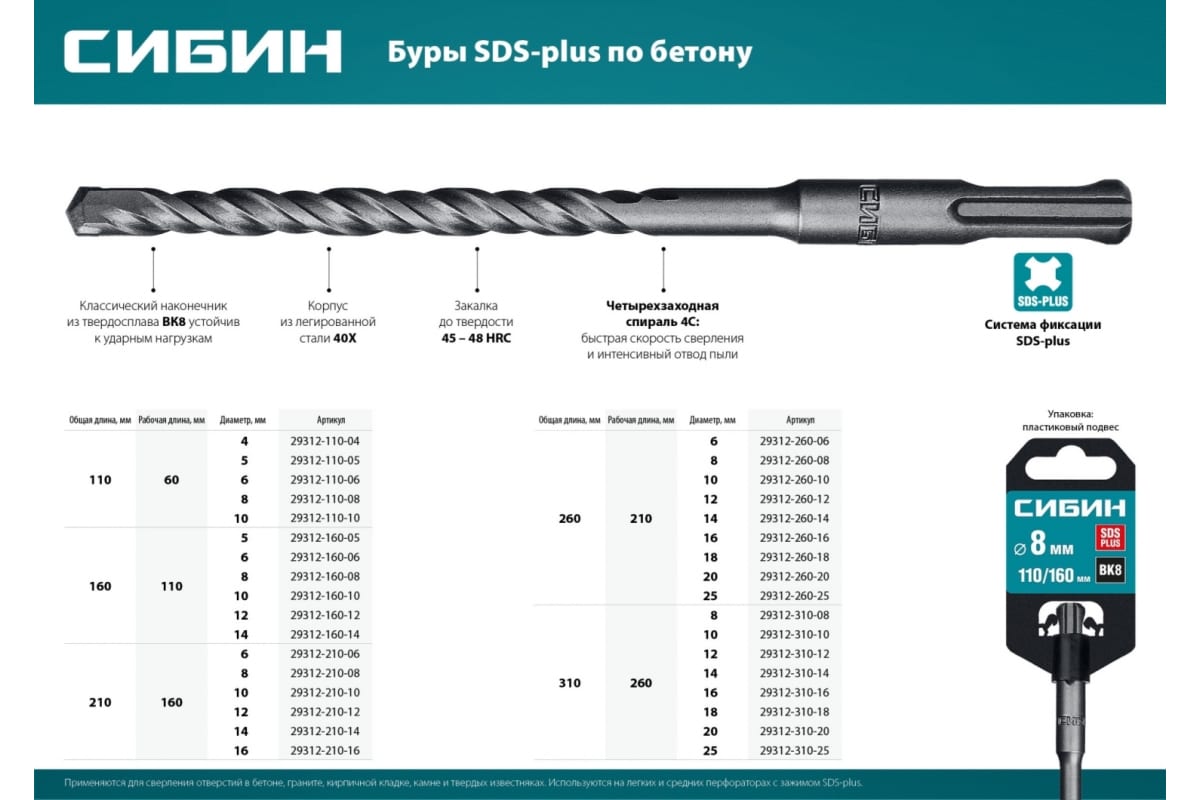 СИБИН
Буры SDS-plus по бетону
СИБИН
Классический наконечник
из твердосплава ВК8 устойчив
к ударным нагрузкам
Корпус
из легированной
стали 40Х
Закалка
до твердости
45 – 48 HRC
Четырехзаходная
спираль 4С:
быстрая скорость сверления
и интенсивный отвод пыли
SDS-PLUS
Система фиксации
SDS-plus
Общая длина, мм Рабочая длина, мм Диаметр, мм Артикул
4 29312-110-04
5 29312-110-05
110 60 6 29312-110-06
8 29312-110-08
10 29312-110-10
5 29312-160-05
6 29312-160-06
160 110 8 29312-160-08
10 29312-160-10
12 29312-160-12
14 29312-160-14
6 29312-210-06
8 29312-210-08
210 160 10 29312-210-10
12 29312-210-12
14 29312-210-14
16 29312-210-16
Общая длина, мм Рабочая длина, мм Диаметр, мм Артикул
6 29312-260-06
8 29312-260-08
10 29312-260-10
12 29312-260-12
260 210 14 29312-260-14
16 29312-260-16
18 29312-260-18
20 29312-260-20
25 29312-260-25
8 29312-310-08
10 29312-310-10
12 29312-310-12
310 260 14 29312-310-14
16 29312-310-16
18 29312-310-18
20 29312-310-20
25 29312-310-25
Упаковка:
пластиковый подвес
СИБИН
⌀ 8 мм
SDS
PLUS
110/160 мм
ВК8
СИБИН
Применяются для сверления отверстий в бетоне, граните, кирпичной кладке, камне и твердых известняках. Используются на легких и средних перфораторах с зажимом SDS-plus.